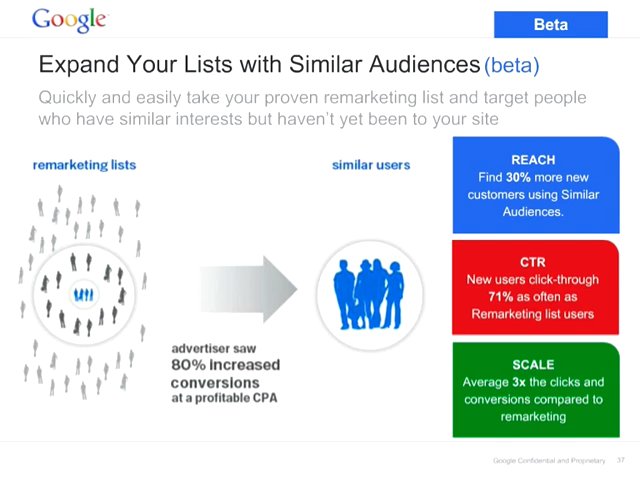 Google
Beta
Expand Your Lists with Similar Audiences (beta)
Quickly and easily take your proven remarketing list and target people
who have similar interests but haven't yet been to your site
remarketing lists
similar users
advertiser saw
80% increased
conversions
at a profitable CPA
REACH
Find 30% more new
customers using Similar
Audiences.
CTR
New users click-through
71% as often as
Remarketing list users
SCALE
Average 3x the clicks and
conversions compared to
remarketing
Google Confidential and Proprietary 37